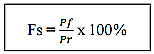 Fs = Pf/Pr x 100%